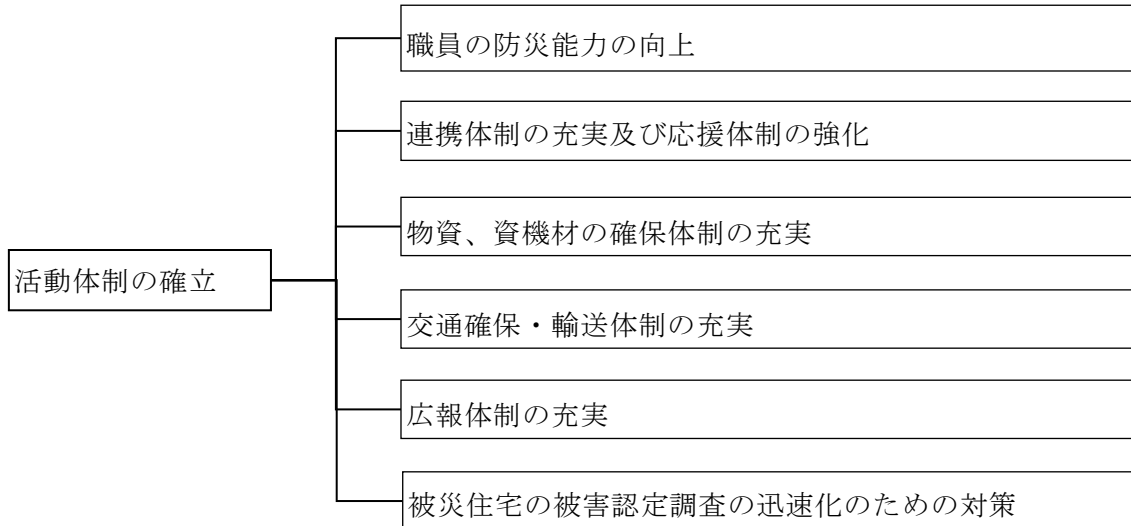 職員の防災能力の向上
連携体制の充実及び応援体制の強化
物資、資機材の確保体制の充実
活動体制の確立
交通確保・輸送体制の充実
広報体制の充実
被災住宅の被害認定調査の迅速化のための対策